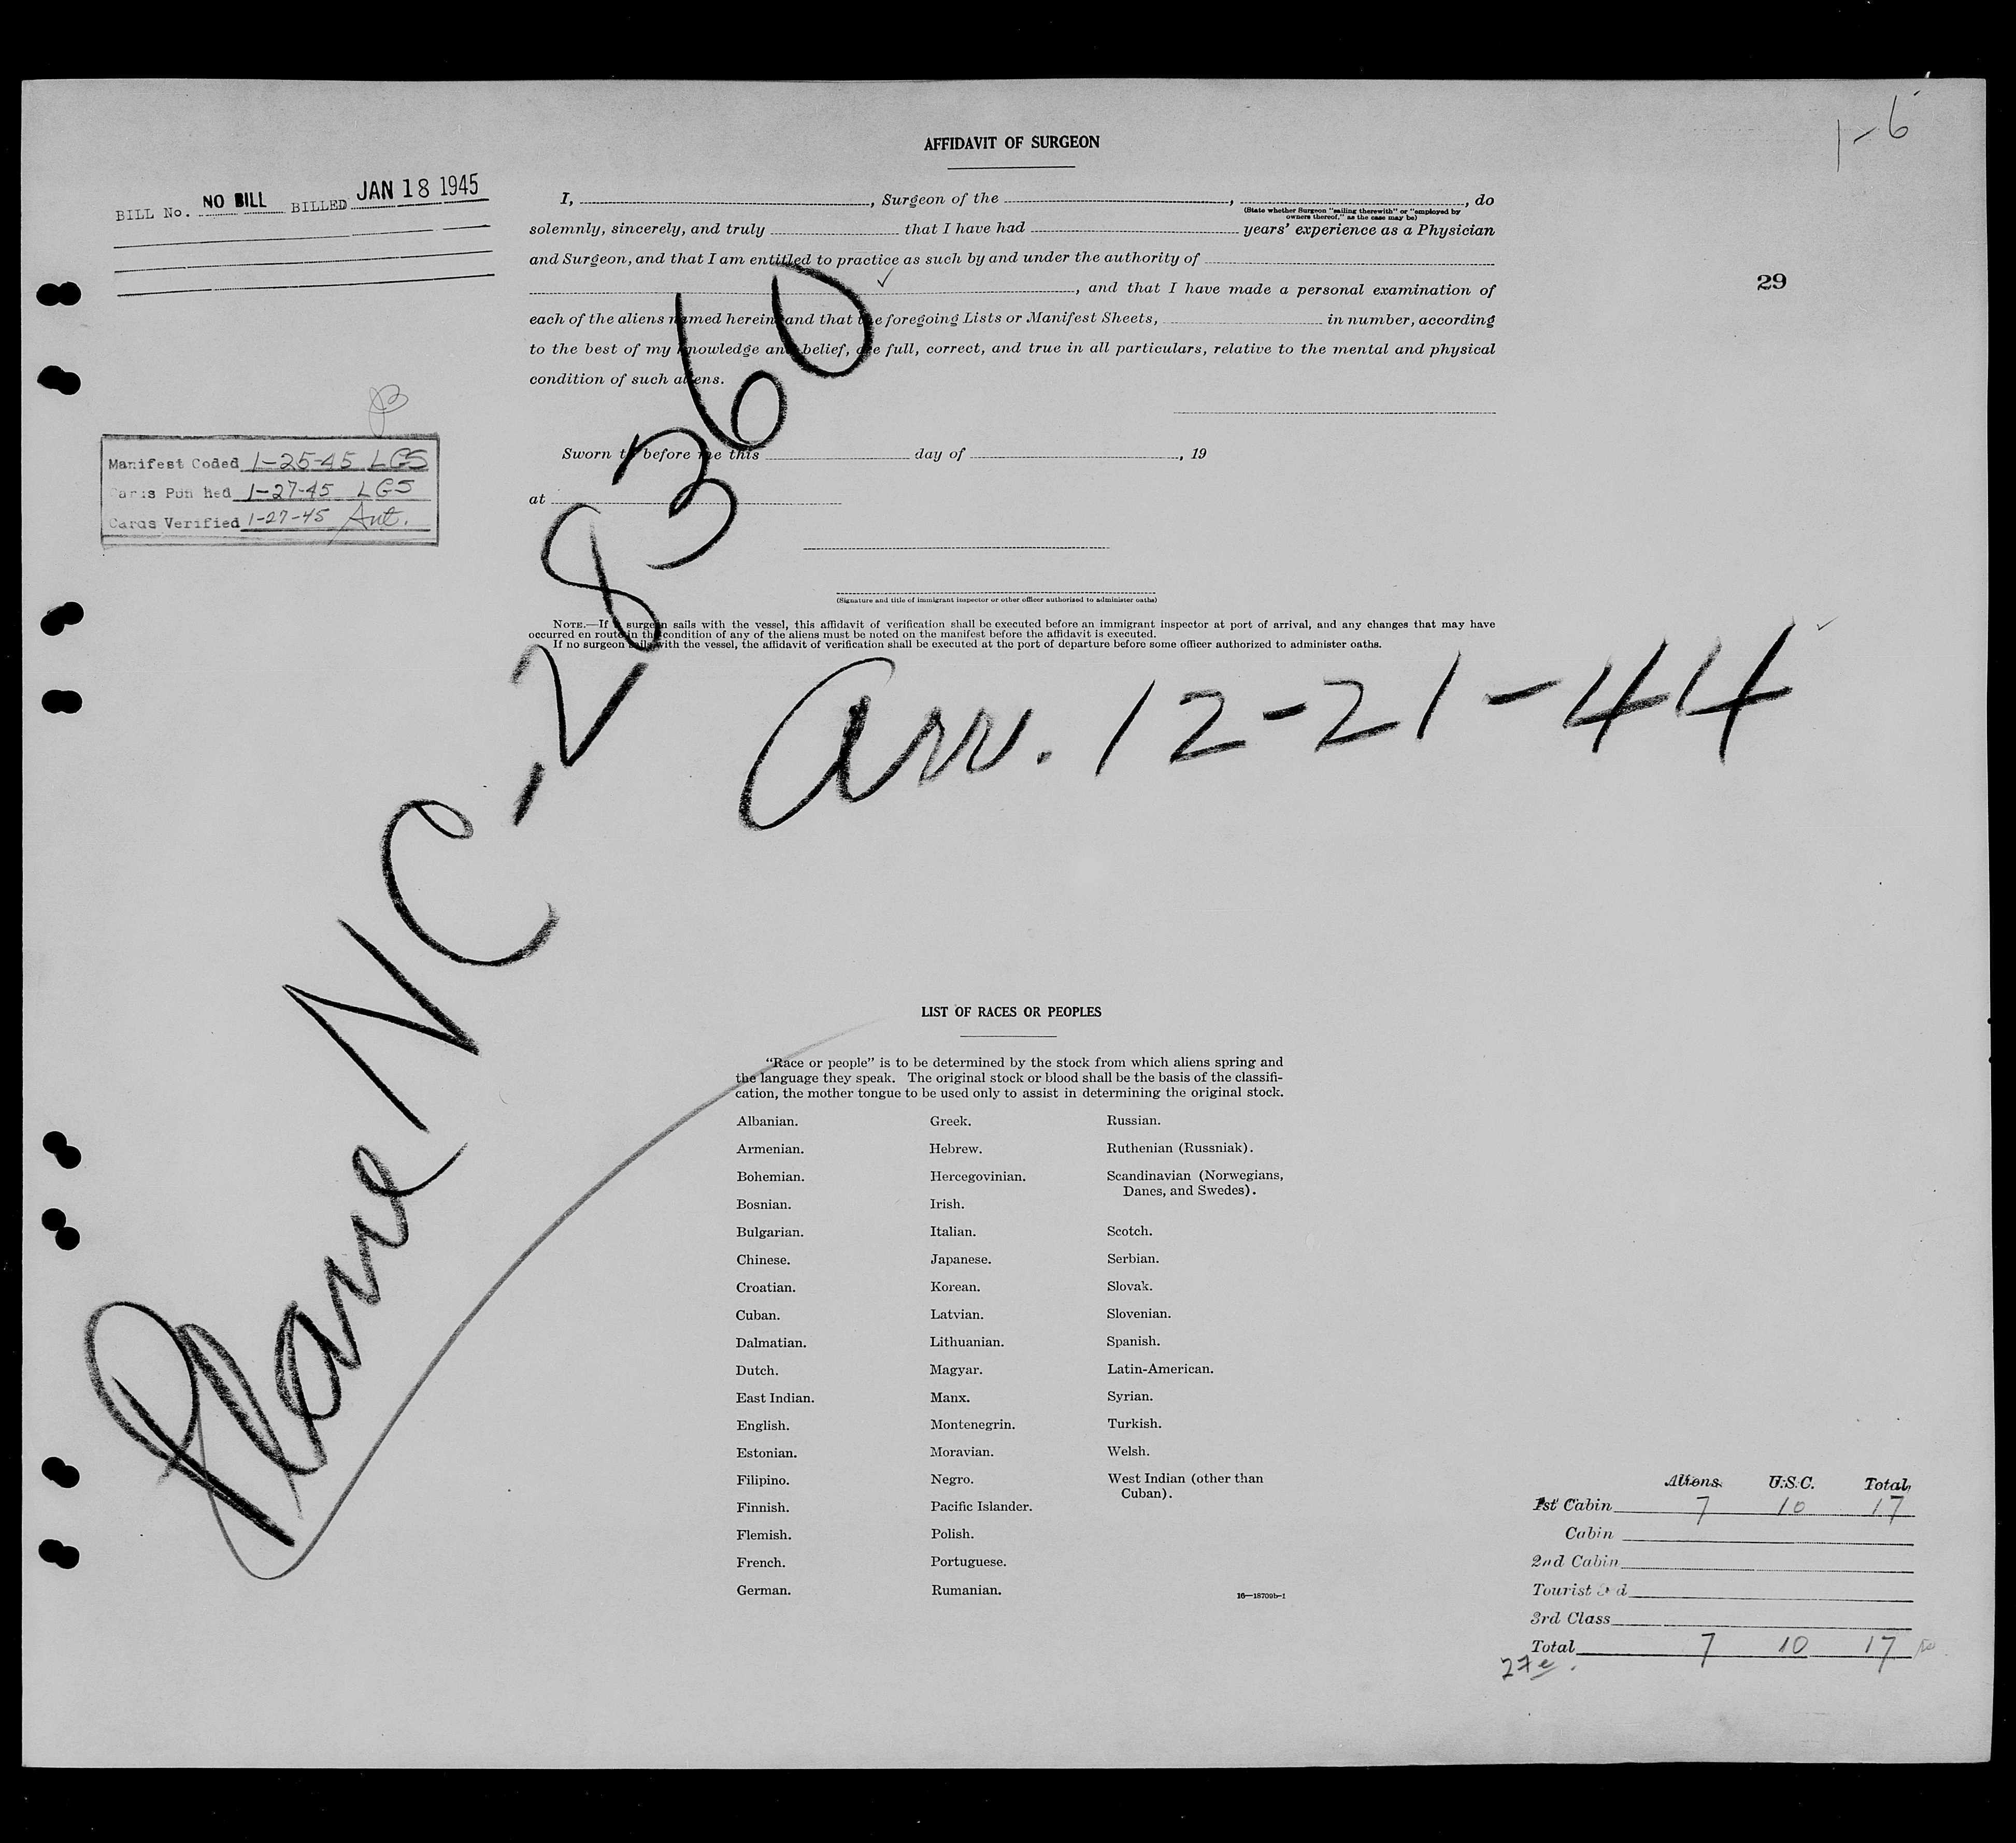 1-6
AFFIDAVIT OF SURGEON
BILL No. NO BILL BILLED JAN 18 1945
I, , Surgeon of the , , do
(State whether Surgeon "sailing therewith" or "employed by
owners thereof," as the case may be)
solemnly, sincerely, and truly that I have had years' experience as a Physician
and Surgeon, and that I am entitled to practice as such by and under the authority of
, and that I have made a personal examination of
29
each of the aliens named herein and that the foregoing Lists or Manifest Sheets, in number, according
to the best of my knowledge and belief, are full, correct, and true in all particulars, relative to the mental and physical
condition of such aliens.
Manifest Coded 1-25-45 LGS
Cards Punched 1-27-45 LGS
Cards Verified 1-27-45 Ant.
Sworn to before me this day of , 19
at
(Signature and title of immigrant inspector or other officer authorized to administer oaths)
NOTE.—If a surgeon sails with the vessel, this affidavit of verification shall be executed before an immigrant inspector at port of arrival, and any changes that may have
occurred en route in the condition of any of the aliens must be noted on the manifest before the affidavit is executed.
If no surgeon sails with the vessel, the affidavit of verification shall be executed at the port of departure before some officer authorized to administer oaths.
Plane NC-28360
Arr. 12-21-44
LIST OF RACES OR PEOPLES
"Race or people" is to be determined by the stock from which aliens spring and
the language they speak. The original stock or blood shall be the basis of the classifi-
cation, the mother tongue to be used only to assist in determining the original stock.
Albanian. Greek. Russian.
Armenian. Hebrew. Ruthenian (Russniak).
Bohemian. Hercegovinian. Scandinavian (Norwegians,
Danes, and Swedes).
Bosnian. Irish.
Bulgarian. Italian. Scotch.
Chinese. Japanese. Serbian.
Croatian. Korean. Slovak.
Cuban. Latvian. Slovenian.
Dalmatian. Lithuanian. Spanish.
Dutch. Magyar. Latin-American.
East Indian. Manx. Syrian.
English. Montenegrin. Turkish.
Estonian. Moravian. Welsh.
Filipino. Negro. West Indian (other than
Cuban).
Finnish. Pacific Islander.
Flemish. Polish.
French. Portuguese.
German. Rumanian.
16—18709b-1
Aliens U.S.C. Total
1st Cabin 7 10 17
Cabin
2nd Cabin
Tourist 3rd
3rd Class
Total 7 10 17